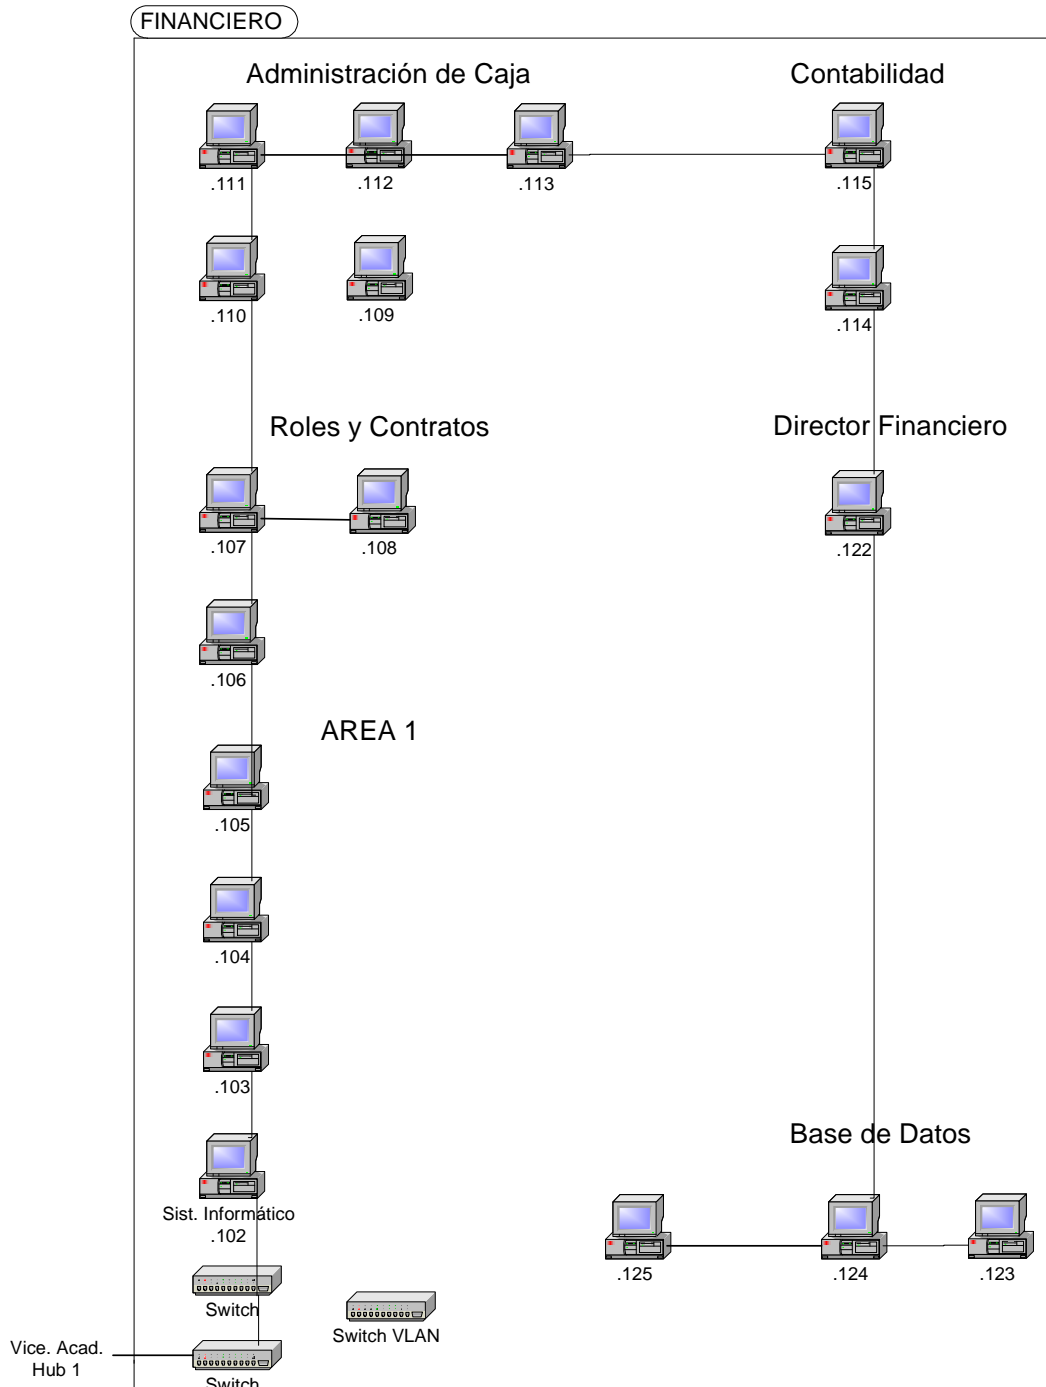 FINANCIERO
Administración de Caja
Contabilidad
.111
.112
.113
.115
.110
.109
.114
Roles y Contratos
Director Financiero
.107
.108
.122
.106
AREA 1
.105
.104
.103
Base de Datos
Sist. Informático
.102
.125
.124
.123
Switch
Switch VLAN
Vice. Acad.
Hub 1
Switch